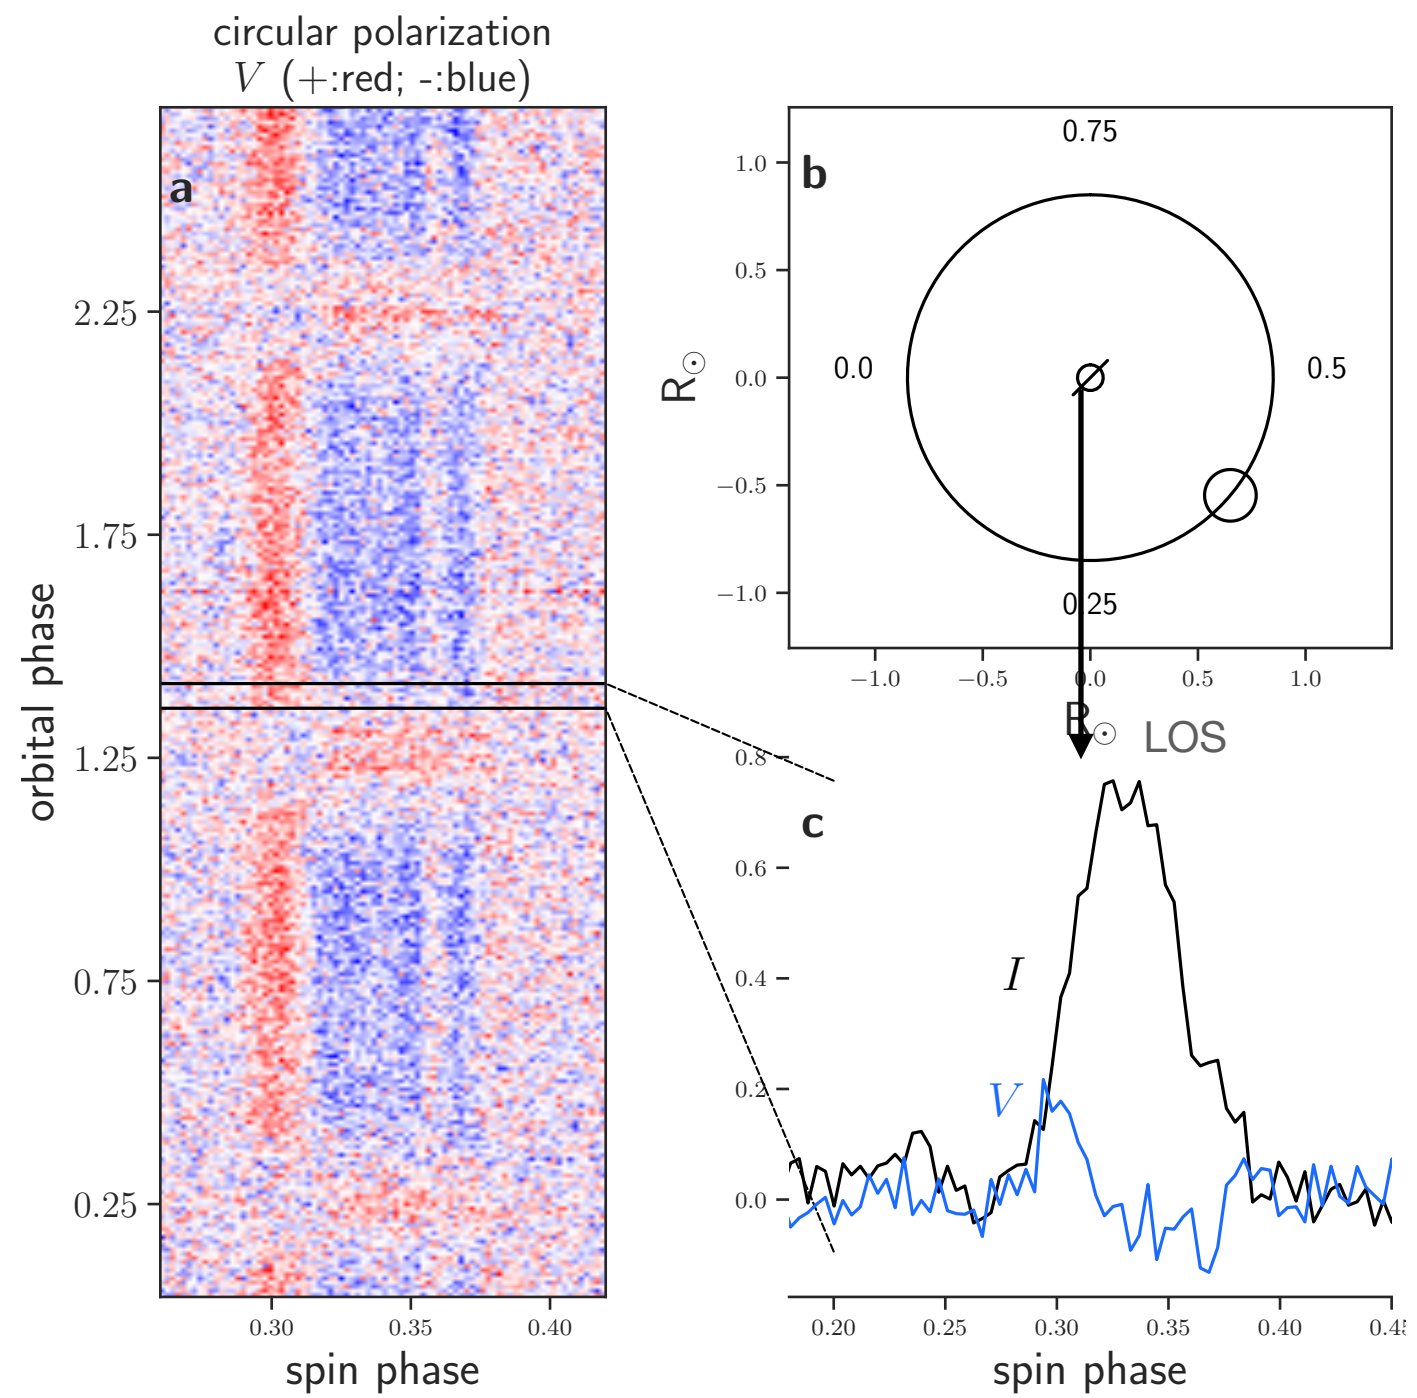 circular polarization
V (+:red; -:blue)
a
2.25
1.75
1.25
0.75
0.25
orbital phase
0.30 0.35 0.40
spin phase
b
0.75
0.0
0.5
0.25
1.0
0.5
0.0
−0.5
−1.0
R☉
−1.0 −0.5 0.0 0.5 1.0
R☉ LOS
c
0.8
0.6
0.4
0.2
0.0
I
V
0.20 0.25 0.30 0.35 0.40 0.45
spin phase